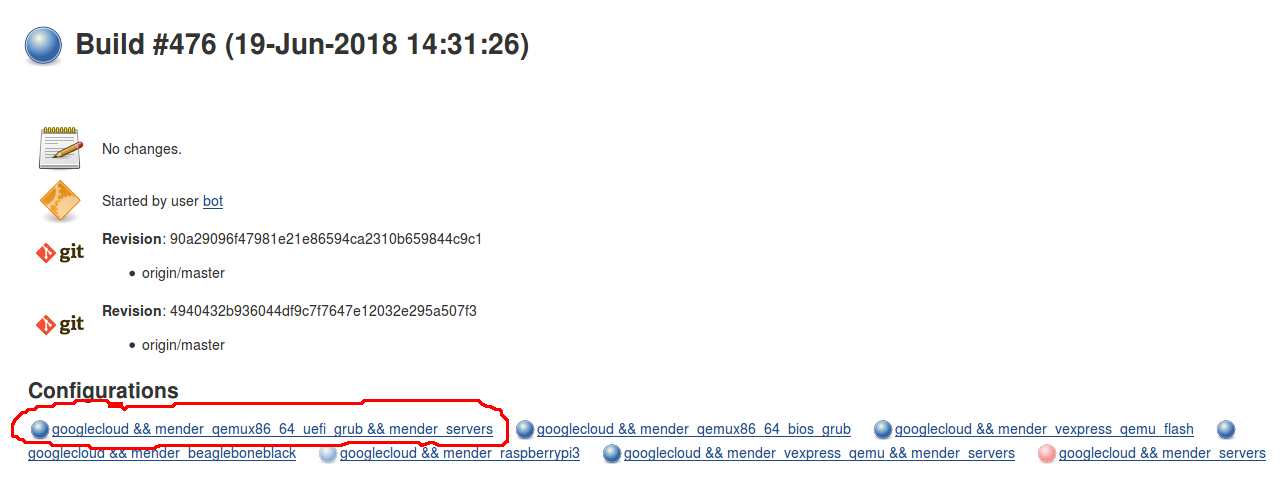 Build #476 (19-Jun-2018 14:31:26)
No changes.
Started by user bot
git Revision: 90a29096f47981e21e86594ca2310b659844c9c1
• origin/master
git Revision: 4940432b936044df9c7f7647e12032e295a507f3
• origin/master
Configurations
googlecloud && mender_qemux86_64_uefi_grub && mender_servers googlecloud && mender_qemux86_64_bios_grub googlecloud && mender_vexpress_qemu_flash
googlecloud && mender_beagleboneblack googlecloud && mender_raspberrypi3 googlecloud && mender_vexpress_qemu && mender_servers googlecloud && mender_servers